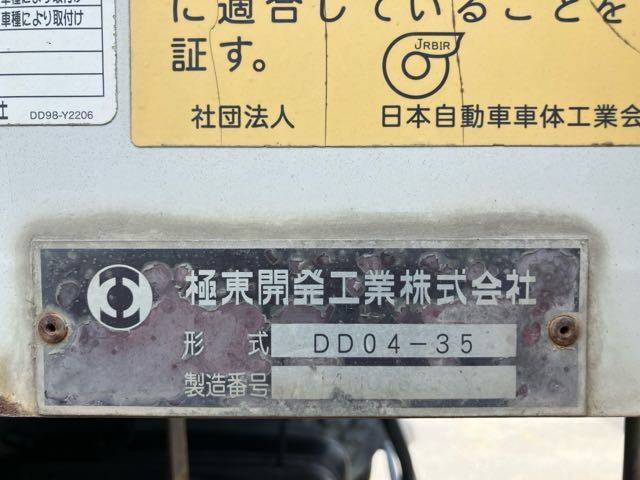 車種により取付け
DD98-Y2206
に適合していることを
証す。
JRBIR
社団法人
日本自動車車体工業会
極東開発工業株式会社
形式 DD04-35
製造番号